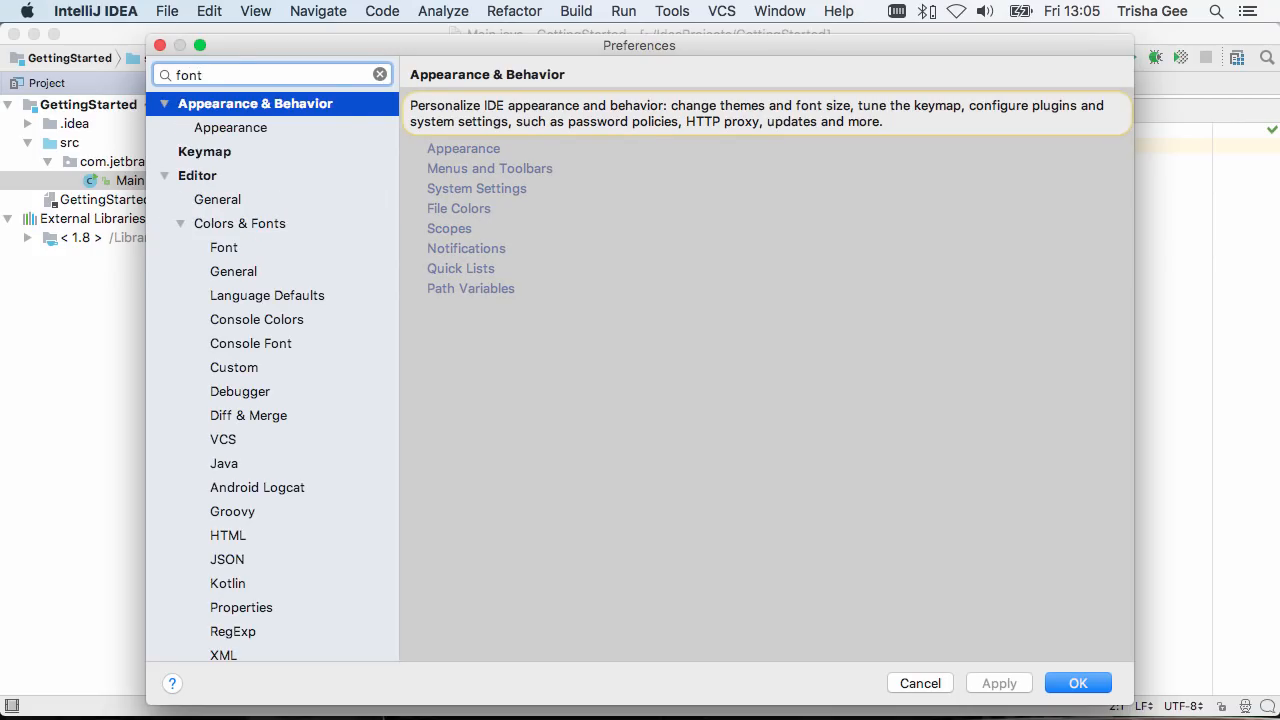 IntelliJ IDEA File Edit View Navigate Code Analyze Refactor Build Run Tools VCS Window Help Fri 13:05 Trisha Gee
Preferences
GettingStarted
Project
GettingStarted
.idea
src
com.jetbra
Main
GettingStarted
External Libraries
< 1.8 > /Libra
font
Appearance & Behavior
Appearance
Keymap
Editor
General
Colors & Fonts
Font
General
Language Defaults
Console Colors
Console Font
Custom
Debugger
Diff & Merge
VCS
Java
Android Logcat
Groovy
HTML
JSON
Kotlin
Properties
RegExp
XML
Appearance & Behavior
Personalize IDE appearance and behavior: change themes and font size, tune the keymap, configure plugins and
system settings, such as password policies, HTTP proxy, updates and more.
Appearance
Menus and Toolbars
System Settings
File Colors
Scopes
Notifications
Quick Lists
Path Variables
? Cancel Apply OK
2:1 LF UTF-8